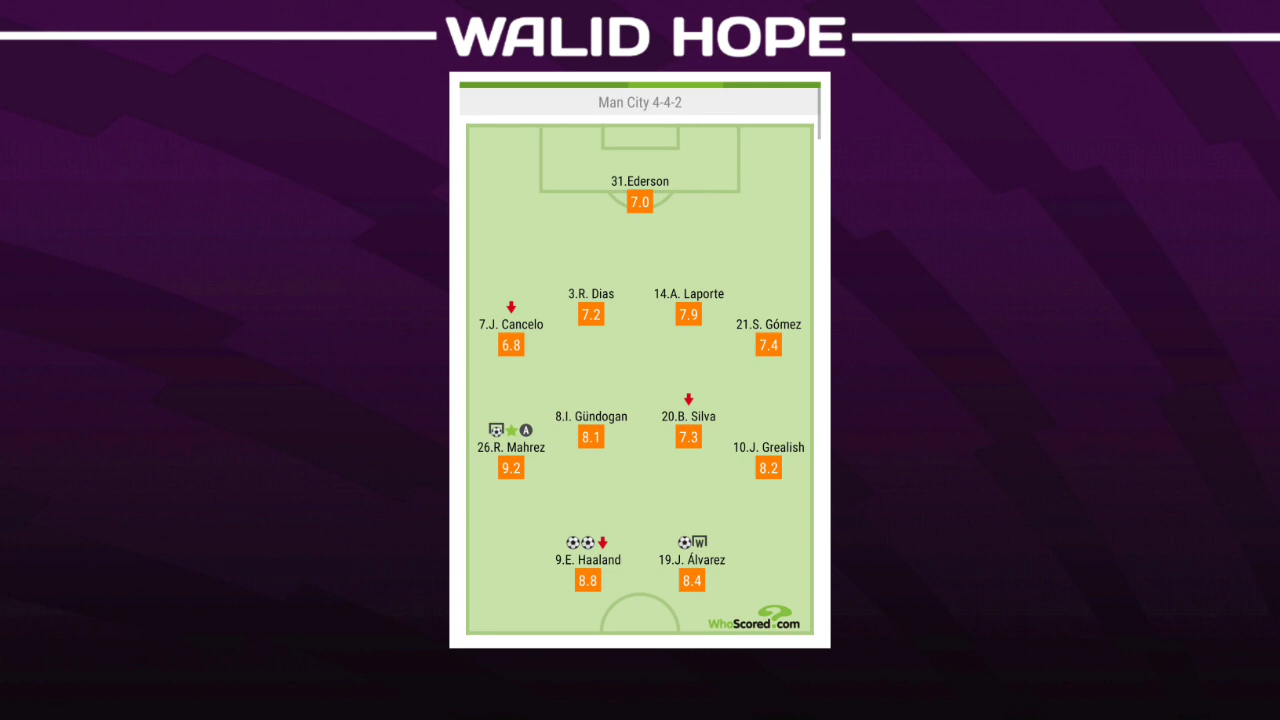 WALID HOPE
Man City 4-4-2
31.Ederson
7.0
3.R. Dias
7.2
14.A. Laporte
7.9
7.J. Cancelo
6.8
21.S. Gómez
7.4
8.I. Gündogan
8.1
20.B. Silva
7.3
A
26.R. Mahrez
9.2
10.J. Grealish
8.2
9.E. Haaland
8.8
W
19.J. Álvarez
8.4
WhoScored.com